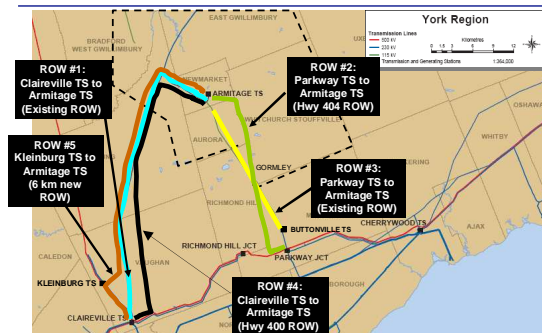 York Region
Transmission Lines
500 kV
230 kV
115 kV
Kilometres
Transmission and Generating Stations
EAST GWILLIMBURY
BRADFORD
WEST GWILLIMBURY
NEWMARKET
ARMITAGE TS
WHITCHURCH STOUFFVILLE
AURORA
GORMLEY
RICHMOND HILL
BUTTONVILLE TS
RICHMOND HILL JCT
PARKWAY JCT
CHERRYWOOD TS
AJAX
WHITBY
OSHAWA
CALEDON
VAUGHAN
KLEINBURG TS
CLAIREVILLE TS
ROW #1:
Claireville TS to
Armitage TS
(Existing ROW)
ROW #2:
Parkway TS to
Armitage TS
(Hwy 404 ROW)
ROW #5
Kleinburg TS to
Armitage TS
(6 km new
ROW)
ROW #3:
Parkway TS to
Armitage TS
(Existing ROW)
ROW #4:
Claireville TS to
Armitage TS
(Hwy 400 ROW)